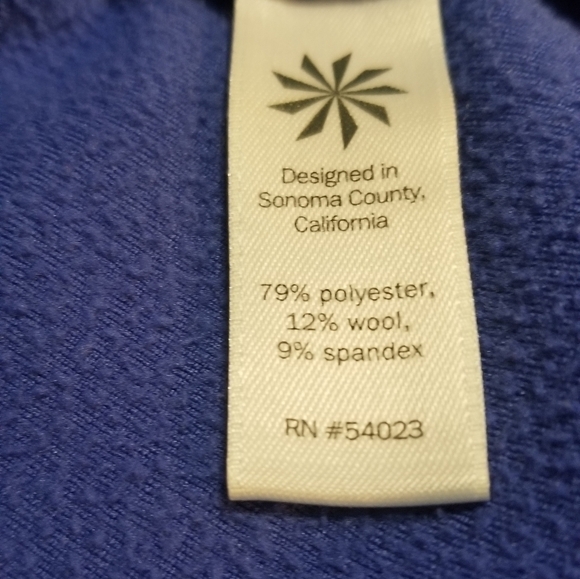 Designed in
Sonoma County,
California
79% polyester,
12% wool,
9% spandex
RN #54023